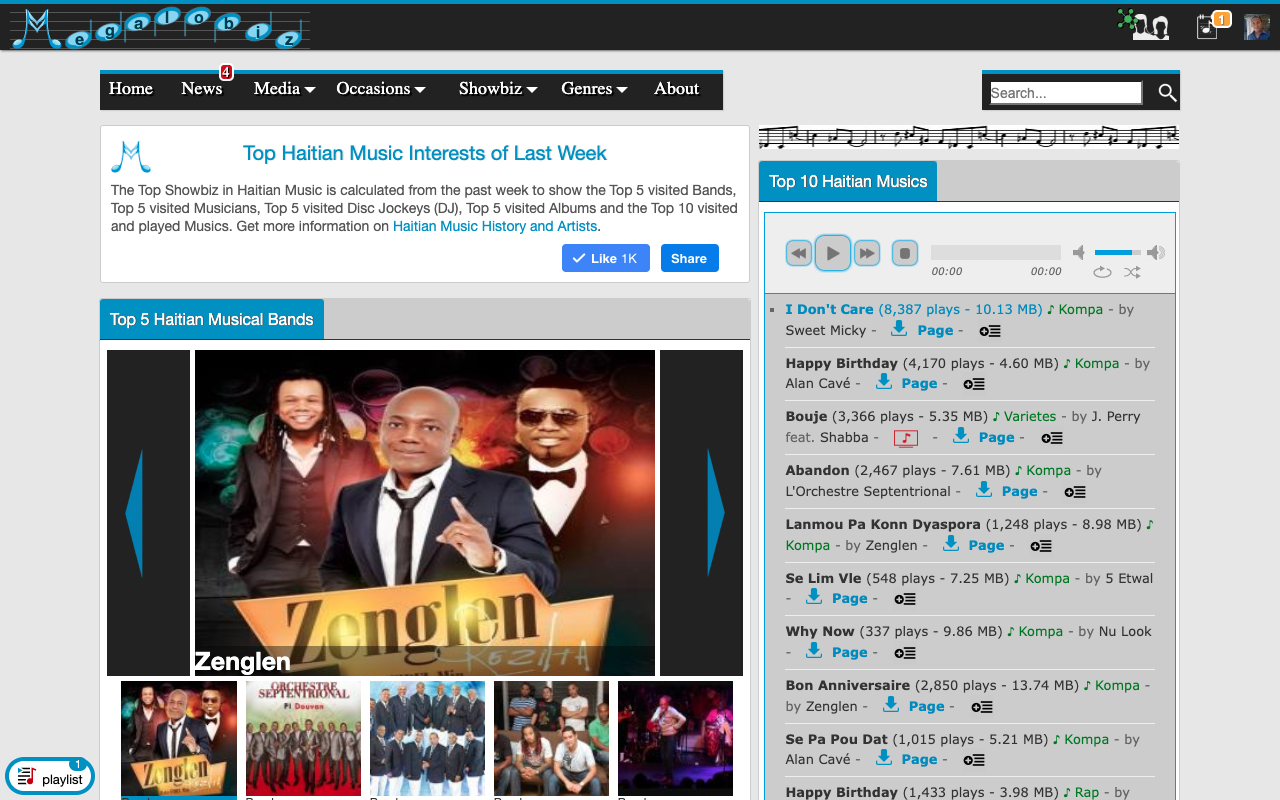 Megalobiz
1
Home
News
4
Media
Occasions
Showbiz
Genres
About
Search...
Top Haitian Music Interests of Last Week
The Top Showbiz in Haitian Music is calculated from the past week to show the Top 5 visited Bands,
Top 5 visited Musicians, Top 5 visited Disc Jockeys (DJ), Top 5 visited Albums and the Top 10 visited
and played Musics. Get more information on Haitian Music History and Artists.
Like 1K
Share
Top 5 Haitian Musical Bands
Zenglen
REZILTA
Zenglen
Zenglen
ORCHESTRE
SEPTENTRIONAL
Pi Douvan
playlist
1
Top 10 Haitian Musics
00:00
00:00
I Don't Care (8,387 plays - 10.13 MB) ♪ Kompa - by
Sweet Micky - Page -
Happy Birthday (4,170 plays - 4.60 MB) ♪ Kompa - by
Alan Cavé - Page -
Bouje (3,366 plays - 5.35 MB) ♪ Varietes - by J. Perry
feat. Shabba - - Page -
Abandon (2,467 plays - 7.61 MB) ♪ Kompa - by
L'Orchestre Septentrional - Page -
Lanmou Pa Konn Dyaspora (1,248 plays - 8.98 MB) ♪
Kompa - by Zenglen - Page -
Se Lim Vle (548 plays - 7.25 MB) ♪ Kompa - by 5 Etwal
- Page -
Why Now (337 plays - 9.86 MB) ♪ Kompa - by Nu Look
- Page -
Bon Anniversaire (2,850 plays - 13.74 MB) ♪ Kompa -
by Zenglen - Page -
Se Pa Pou Dat (1,015 plays - 5.21 MB) ♪ Kompa - by
Alan Cavé - Page -
Happy Birthday (1,433 plays - 3.98 MB) ♪ Rap - by